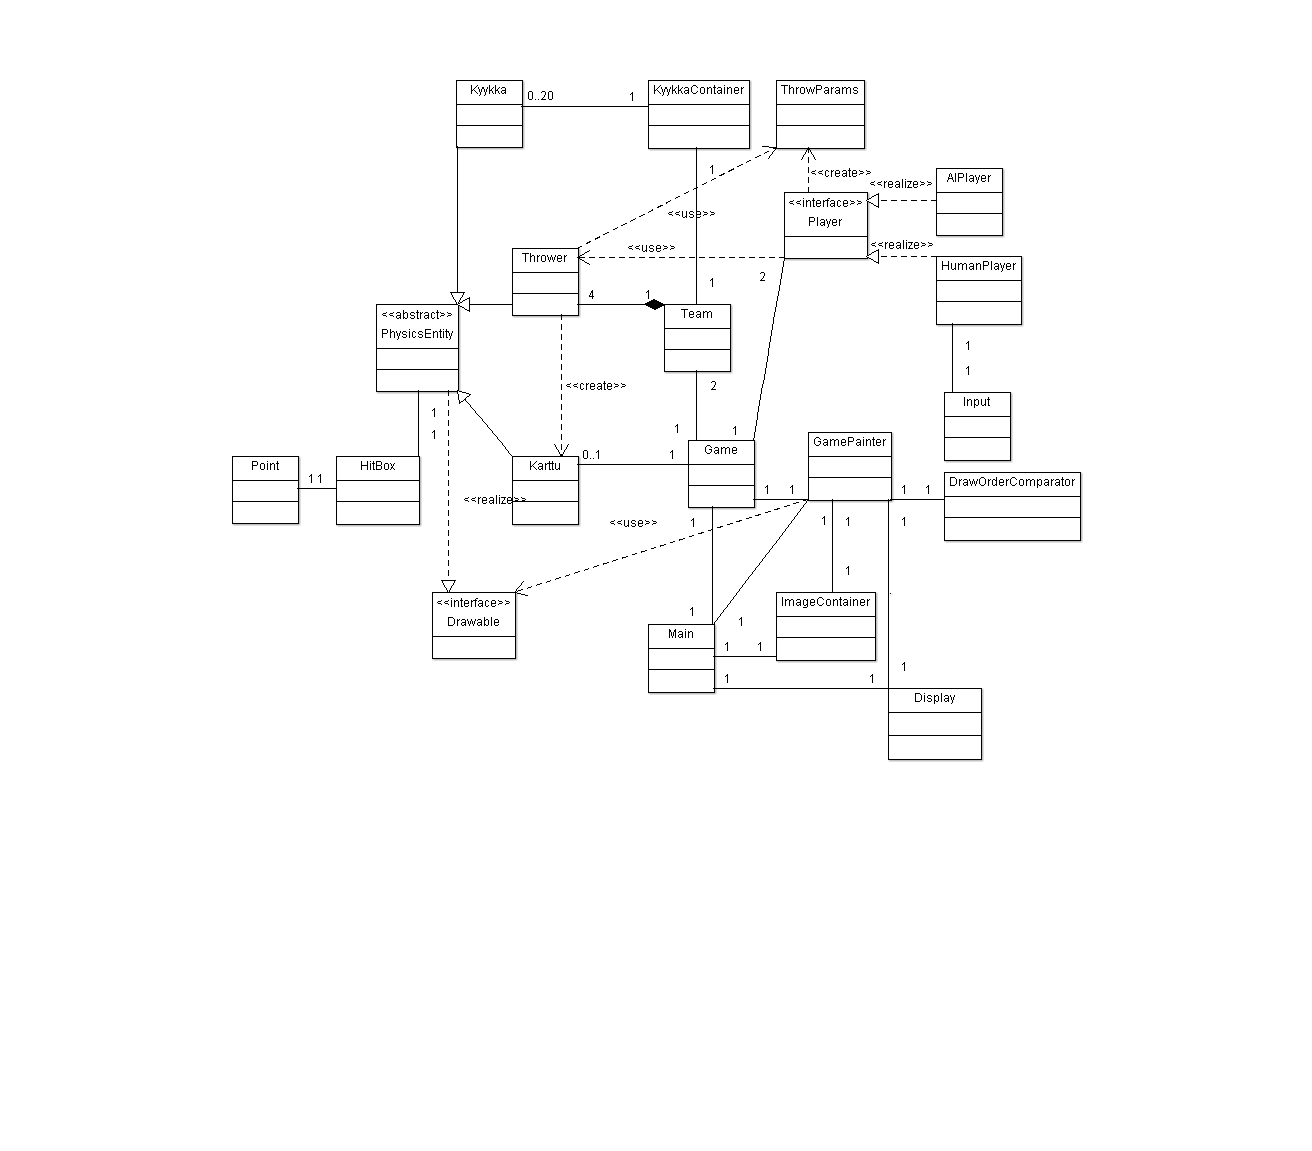 Kyykka
0..20
1
KyykkaContainer
ThrowParams
1
<<create>>
<<realize>>
AIPlayer
<<use>>
<<interface>>
Player
<<use>>
<<realize>>
Thrower
HumanPlayer
4
1
1
2
<<abstract>>
PhysicsEntity
Team
1
1
<<create>>
2
Input
1
1
1
1
Game
GamePainter
0..1
1
Point
1 1
HitBox
Karttu
DrawOrderComparator
1
1
1
1
<<realize>>
<<use>>
1
1
1
1
1
<<interface>>
Drawable
ImageContainer
1
1
Main
1
1
1
1
1
Display